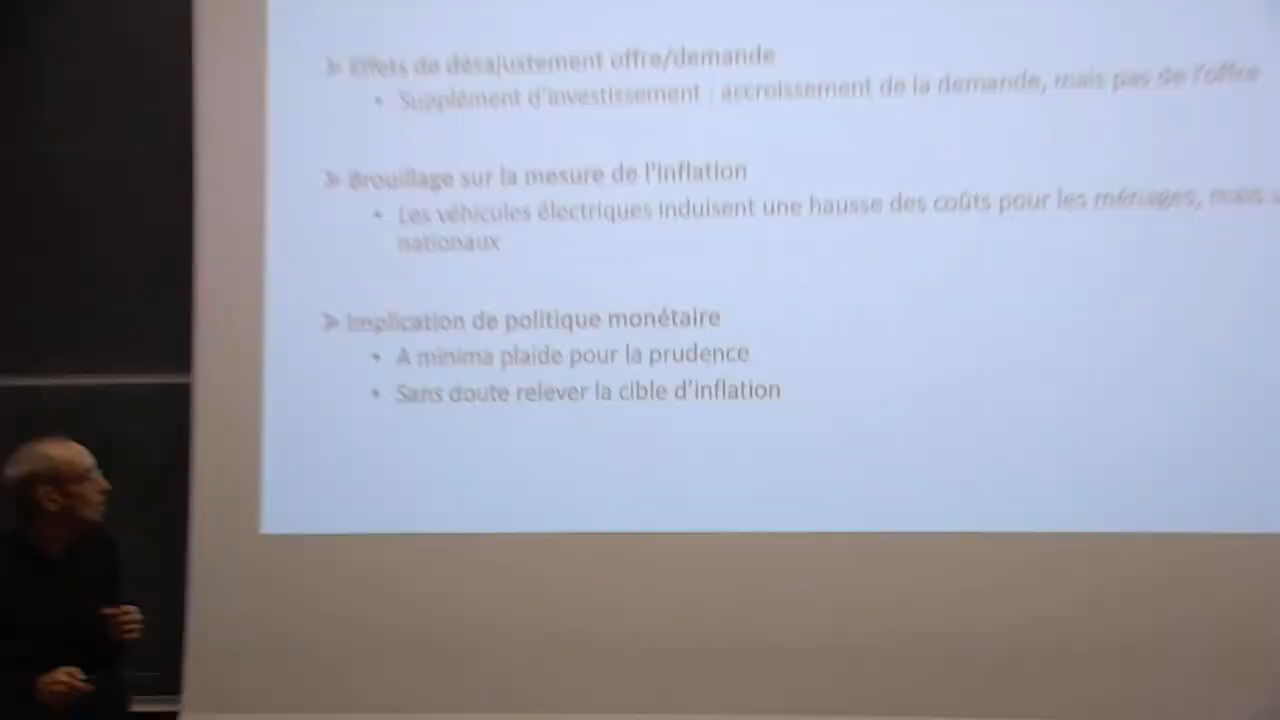 ➢ Effets de désajustement offre/demande
• Supplément d'investissement : accroissement de la demande, mais pas de l'offre
➢ Brouillage sur la mesure de l'inflation
• Les véhicules électriques induisent une hausse des coûts pour les ménages, mais
nationaux
➢ Implication de politique monétaire
• A minima plaide pour la prudence
• Sans doute relever la cible d'inflation